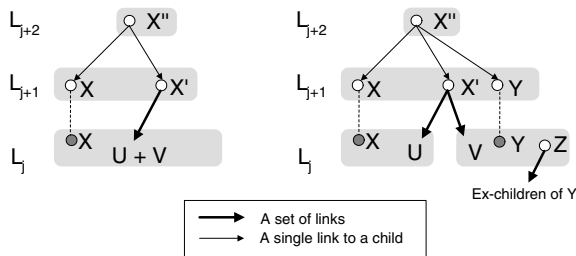 L_{j+2} X"
L_{j+1} X X'
L_j X U + V
L_{j+2} X"
L_{j+1} X X' Y
L_j X U V Y Z
Ex-children of Y
A set of links
A single link to a child